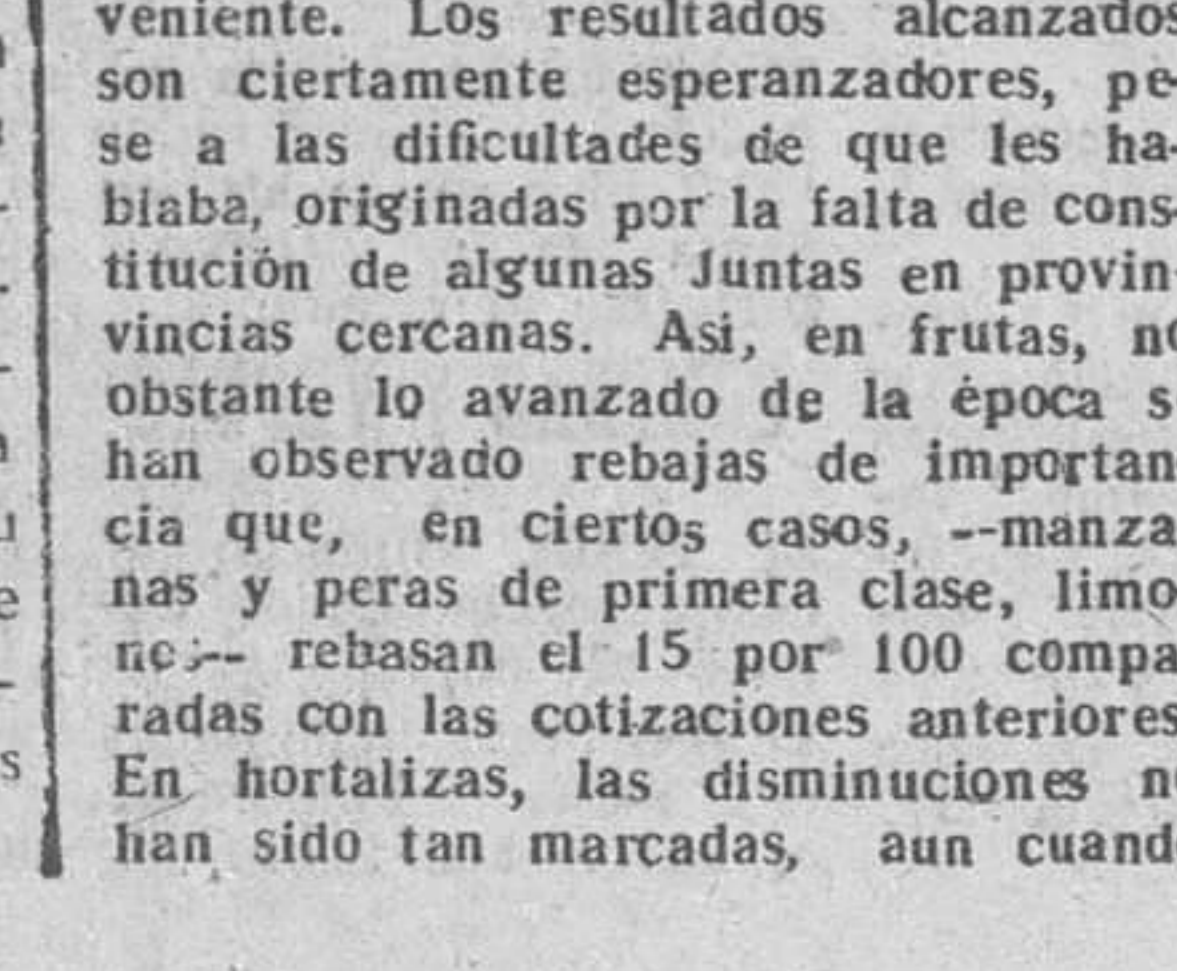 veniente. Los resultados alcanzados
son ciertamente esperanzadores, pe-
se a las dificultades de que les ha-
blaba, originadas por la falta de cons-
titución de algunas Juntas en provin-
vincias cercanas. Asi, en frutas, no
obstante lo avanzado de la época s
han observado rebajas de importan
cia que, en ciertos casos, --manza
nas y peras de primera clase, limo
nes-- rebasan el 15 por 100 compa
radas con las cotizaciones anteriores
En hortalizas, las disminuciones n
han sido tan marcadas, aun cuand